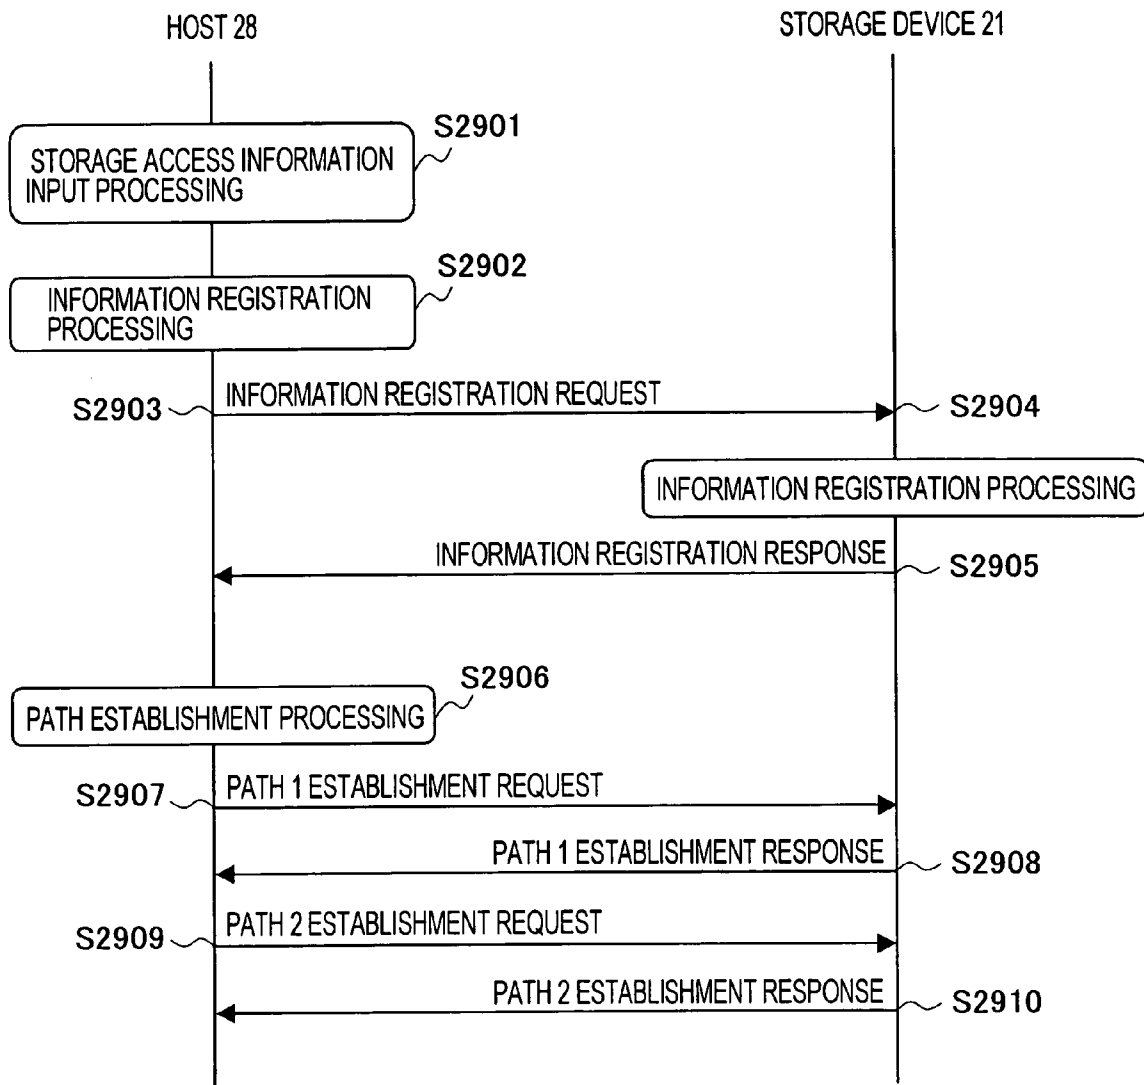 HOST 28
STORAGE DEVICE 21
S2901
STORAGE ACCESS INFORMATION
INPUT PROCESSING
S2902
INFORMATION REGISTRATION
PROCESSING
INFORMATION REGISTRATION REQUEST
S2903
S2904
INFORMATION REGISTRATION PROCESSING
INFORMATION REGISTRATION RESPONSE
S2905
S2906
PATH ESTABLISHMENT PROCESSING
PATH 1 ESTABLISHMENT REQUEST
S2907
PATH 1 ESTABLISHMENT RESPONSE
S2908
PATH 2 ESTABLISHMENT REQUEST
S2909
PATH 2 ESTABLISHMENT RESPONSE
S2910